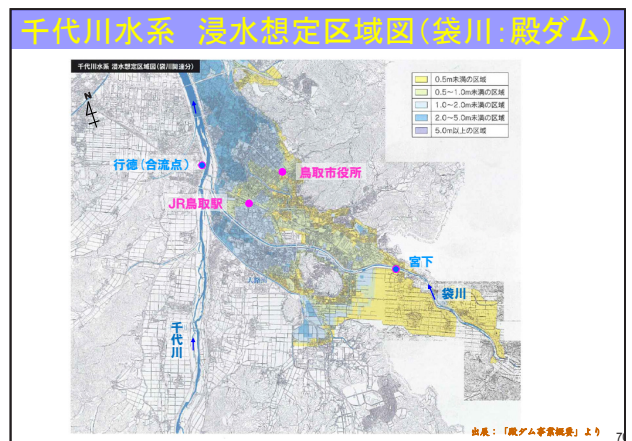 千代川水系　浸水想定区域図(袋川:殿ダム)
千代川水系 浸水想定区域図(袋川関連分)
N
0.5m未満の区域
0.5～1.0m未満の区域
1.0～2.0m未満の区域
2.0～5.0m未満の区域
5.0m以上の区域
行徳(合流点)
鳥取市役所
JR鳥取駅
宮下
袋川
千代川
出展:「殿ダム事業概要」より